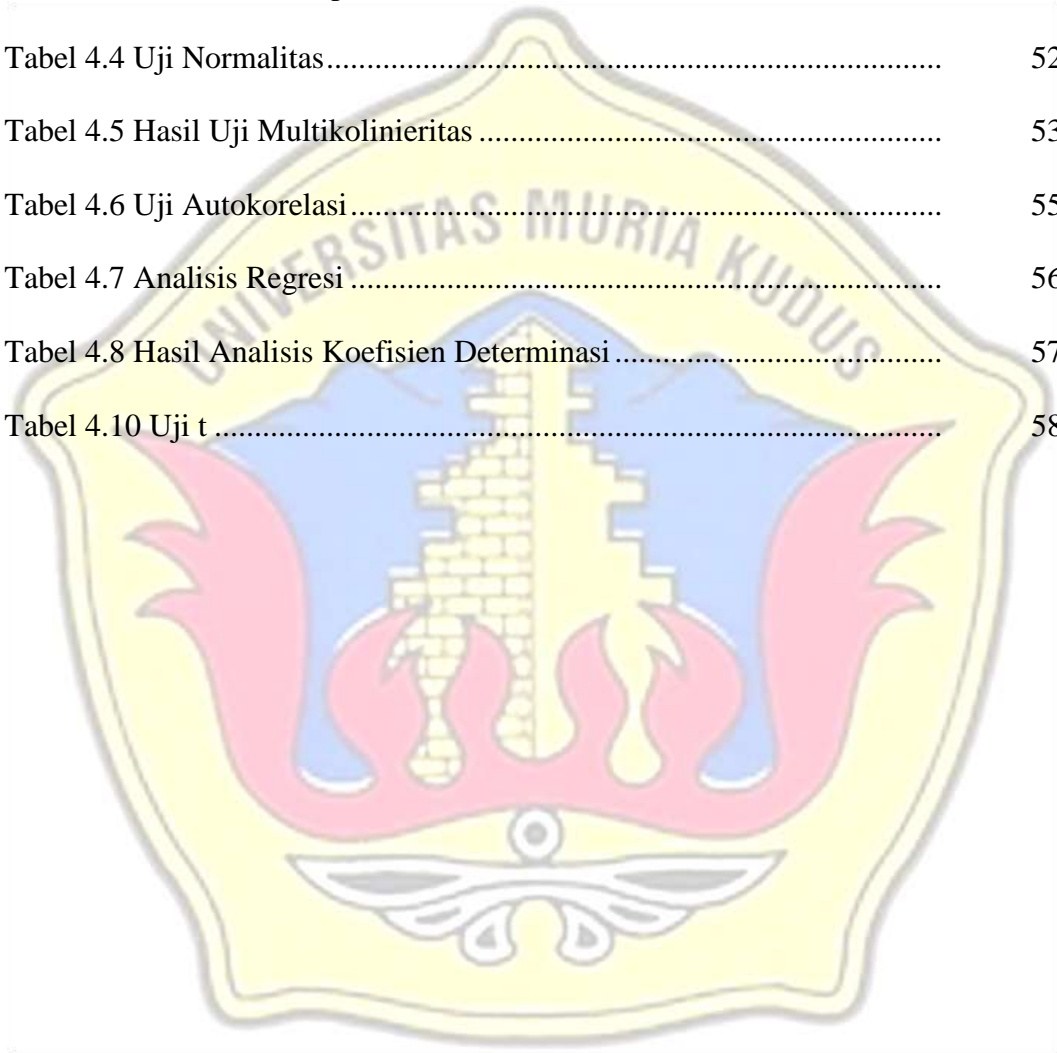 Tabel 4.4 Uji Normalitas.......................................................................... 52
Tabel 4.5 Hasil Uji Multikolinieritas ........................................................ 53
Tabel 4.6 Uji Autokorelasi....................................................................... 55
Tabel 4.7 Analisis Regresi ....................................................................... 56
Tabel 4.8 Hasil Analisis Koefisien Determinasi ....................................... 57
Tabel 4.10 Uji t ....................................................................................... 58
UNIVERSITAS MURIA KUDUS